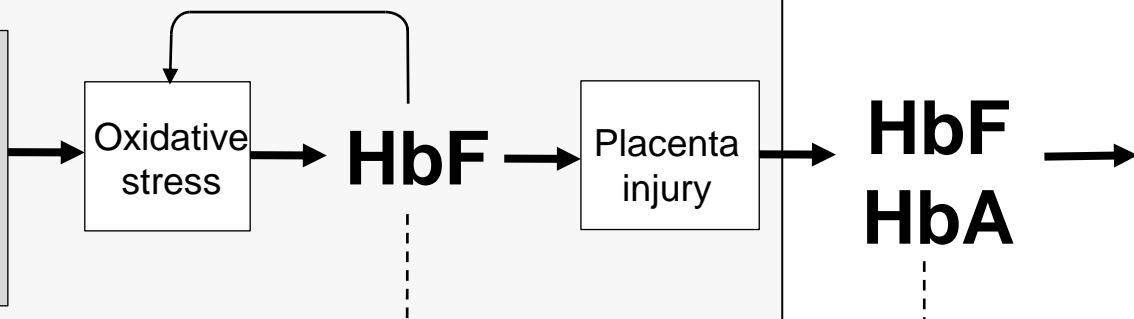 Oxidative
stress
HbF
Placenta
injury
HbF
HbA